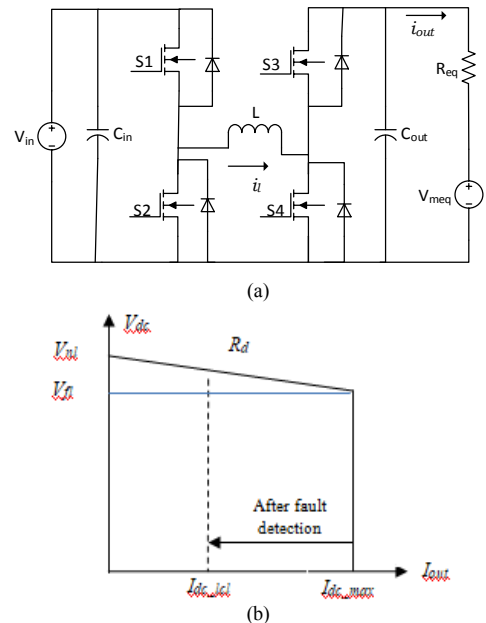 i_out
S1
S3
R_eq
L
V_in
C_in
C_out
i_l
V_meq
S2
S4
(a)
V_dc
V_nl
R_d
V_fl
After fault
detection
I_dc_icl
I_dc_max
I_out
(b)